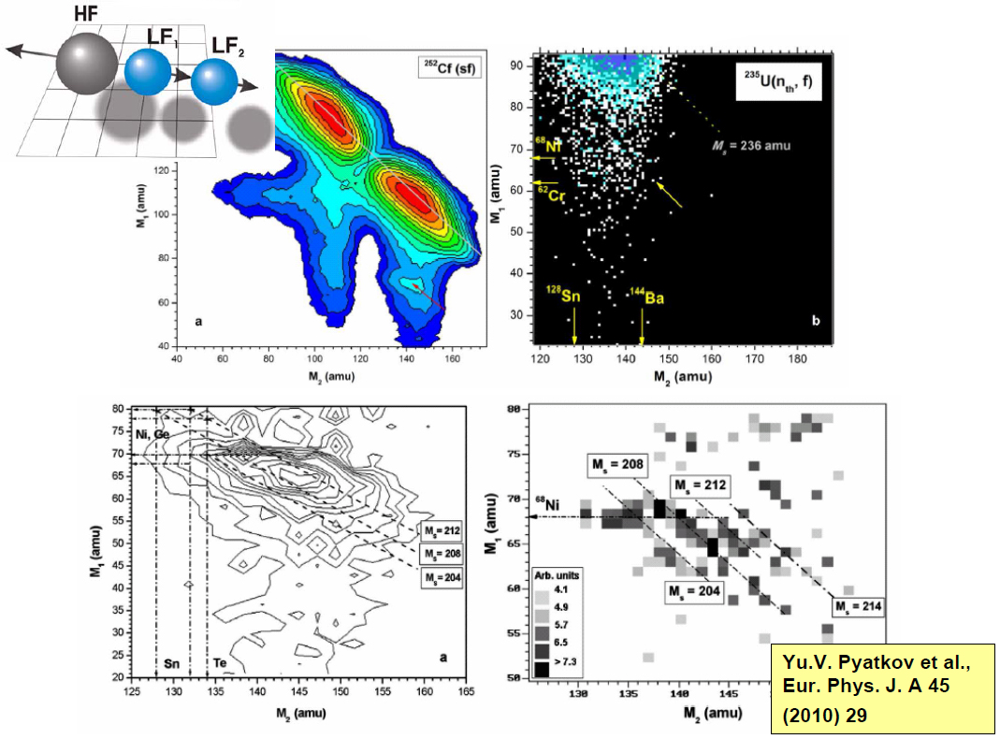 HF
LF1
LF2
252Cf (sf)
120
100
80
60
40
M1 (amu)
a
40
60
80
100
120
140
160
M2 (amu)
235U(nth, f)
Ms = 236 amu
68Ni
62Cr
128Sn
144Ba
90
80
70
60
50
40
30
M1 (amu)
b
120
130
140
150
160
170
180
M2 (amu)
80
75
70
65
60
55
50
45
40
35
30
25
20
M1 (amu)
Ni, Ge
Ms = 212
Ms = 208
Ms = 204
Sn
Te
a
125
130
135
140
145
150
155
160
165
M2 (amu)
80
75
70
65
60
55
50
M1 (amu)
Ms = 208
Ms = 212
68Ni
Ms = 204
Ms = 214
Arb. units
4.1
4.9
5.7
6.5
> 7.3
130
135
140
145
M2 (amu)
Yu.V. Pyatkov et al.,
Eur. Phys. J. A 45
(2010) 29